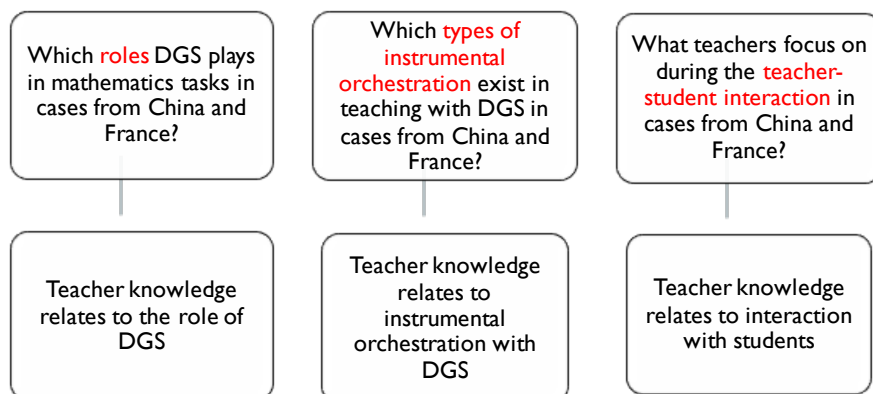 Which roles DGS plays
in mathematics tasks in
cases from China and
France?
Which types of
instrumental
orchestration exist in
teaching with DGS in
cases from China and
France?
What teachers focus on
during the teacher-
student interaction in
cases from China and
France?
Teacher knowledge
relates to the role of
DGS
Teacher knowledge
relates to
instrumental
orchestration with
DGS
Teacher knowledge
relates to interaction
with students